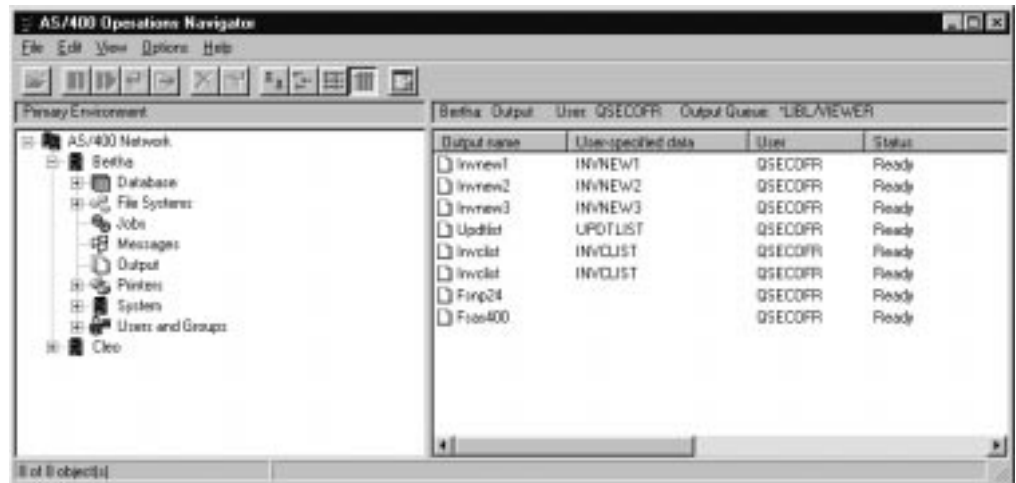 AS/400 Operations Navigator
File Edit View Options Help
Primary Environment
Bertha: Output User: QSECOFR Output Queue: *LIBL/VIEWER
AS/400 Network
Bertha
Database
File Systems
Jobs
Messages
Output
Printers
System
Users and Groups
Cleo
Output name User-specified data User Status
Invnew1 INVNEW1 QSECOFR Ready
Invnew2 INVNEW2 QSECOFR Ready
Invnew3 INVNEW3 QSECOFR Ready
Updtlist UPDTLIST QSECOFR Ready
Invclist INVCLIST QSECOFR Ready
Invclist INVCLIST QSECOFR Ready
Fsnp24 QSECOFR Ready
Fsas400 QSECOFR Ready
8 of 8 object(s)